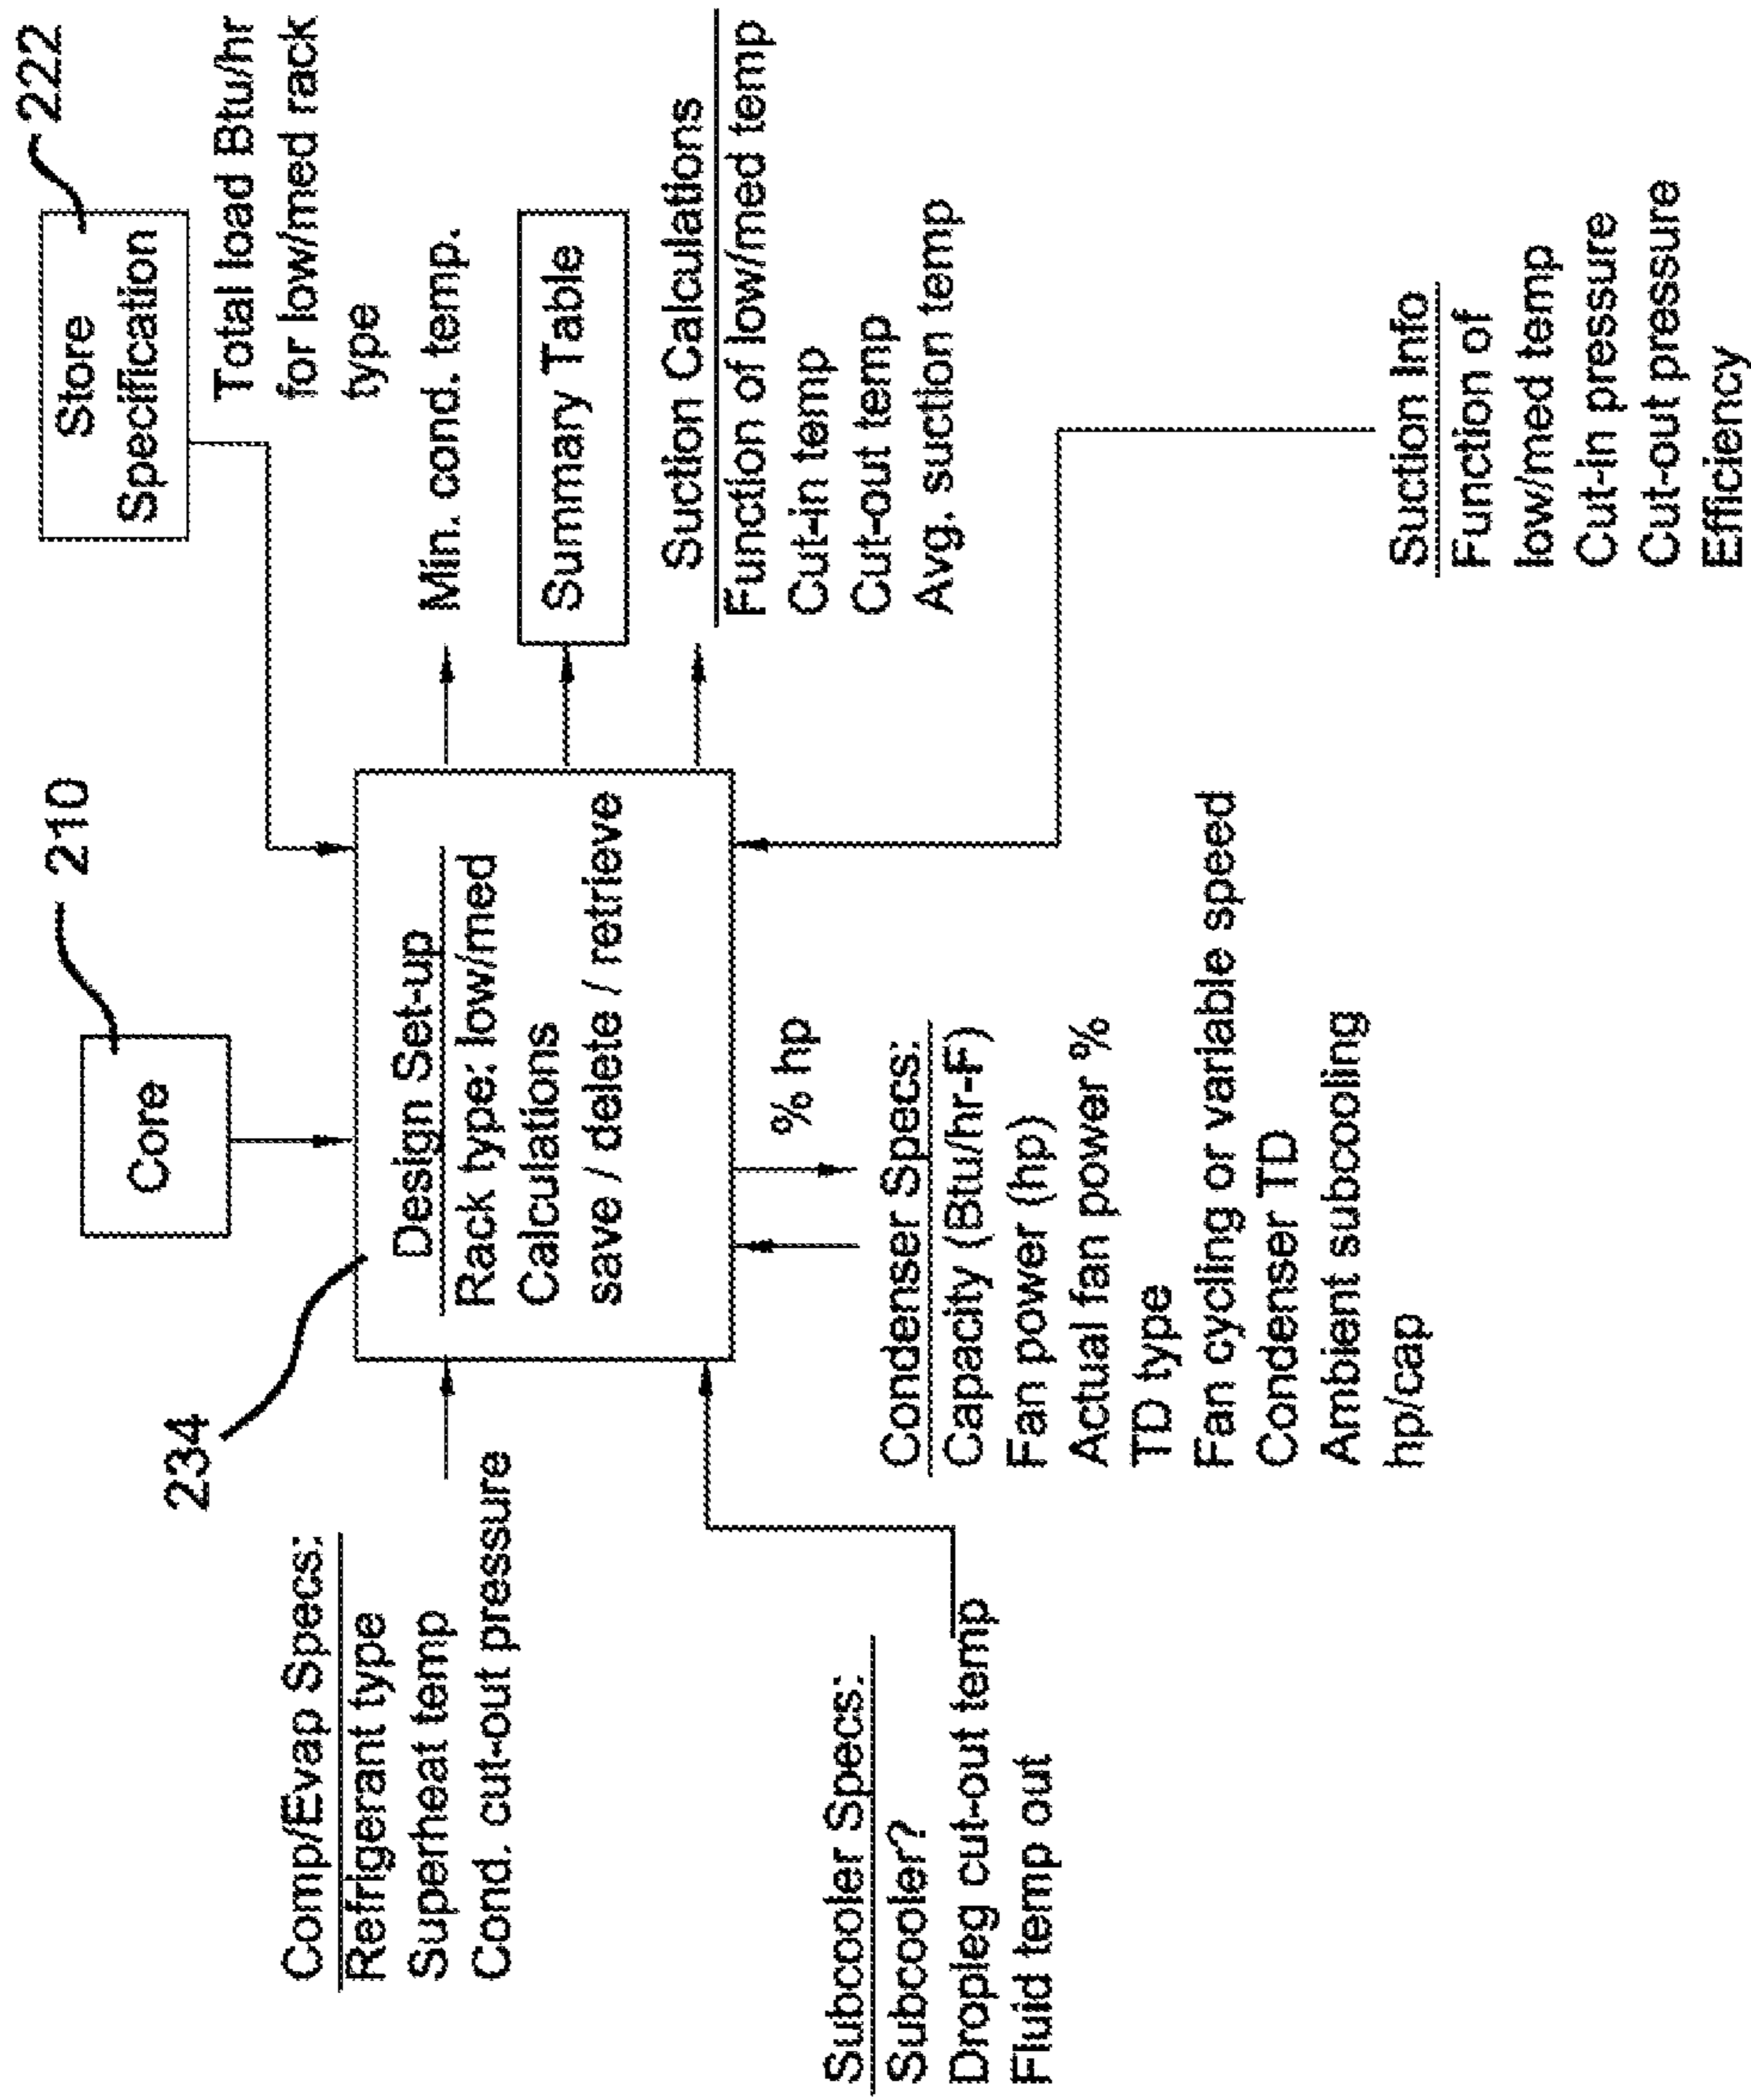 222
Store
Specification
Total load Btu/hr
for low/med rack
type
210
Core
234
Design Set-up
Rack type: low/med
Calculations
save / delete / retrieve
Comp/Evap Specs:
Refrigerant type
Superheat temp
Cond. cut-out pressure
Min. cond. temp.
Summary Table
Suction Calculations
Function of low/med temp
Cut-in temp
Cut-out temp
Avg. suction temp
% hp
Subcooler Specs:
Subcooler?
Dropleg cut-out temp
Fluid temp out
Condenser Specs:
Capacity (Btu/hr-F)
Fan power (hp)
Actual fan power %
TD type
Fan cycling or variable speed
Condenser TD
Ambient subcooling
hp/cap
Suction Info
Function of
low/med temp
Cut-in pressure
Cut-out pressure
Efficiency